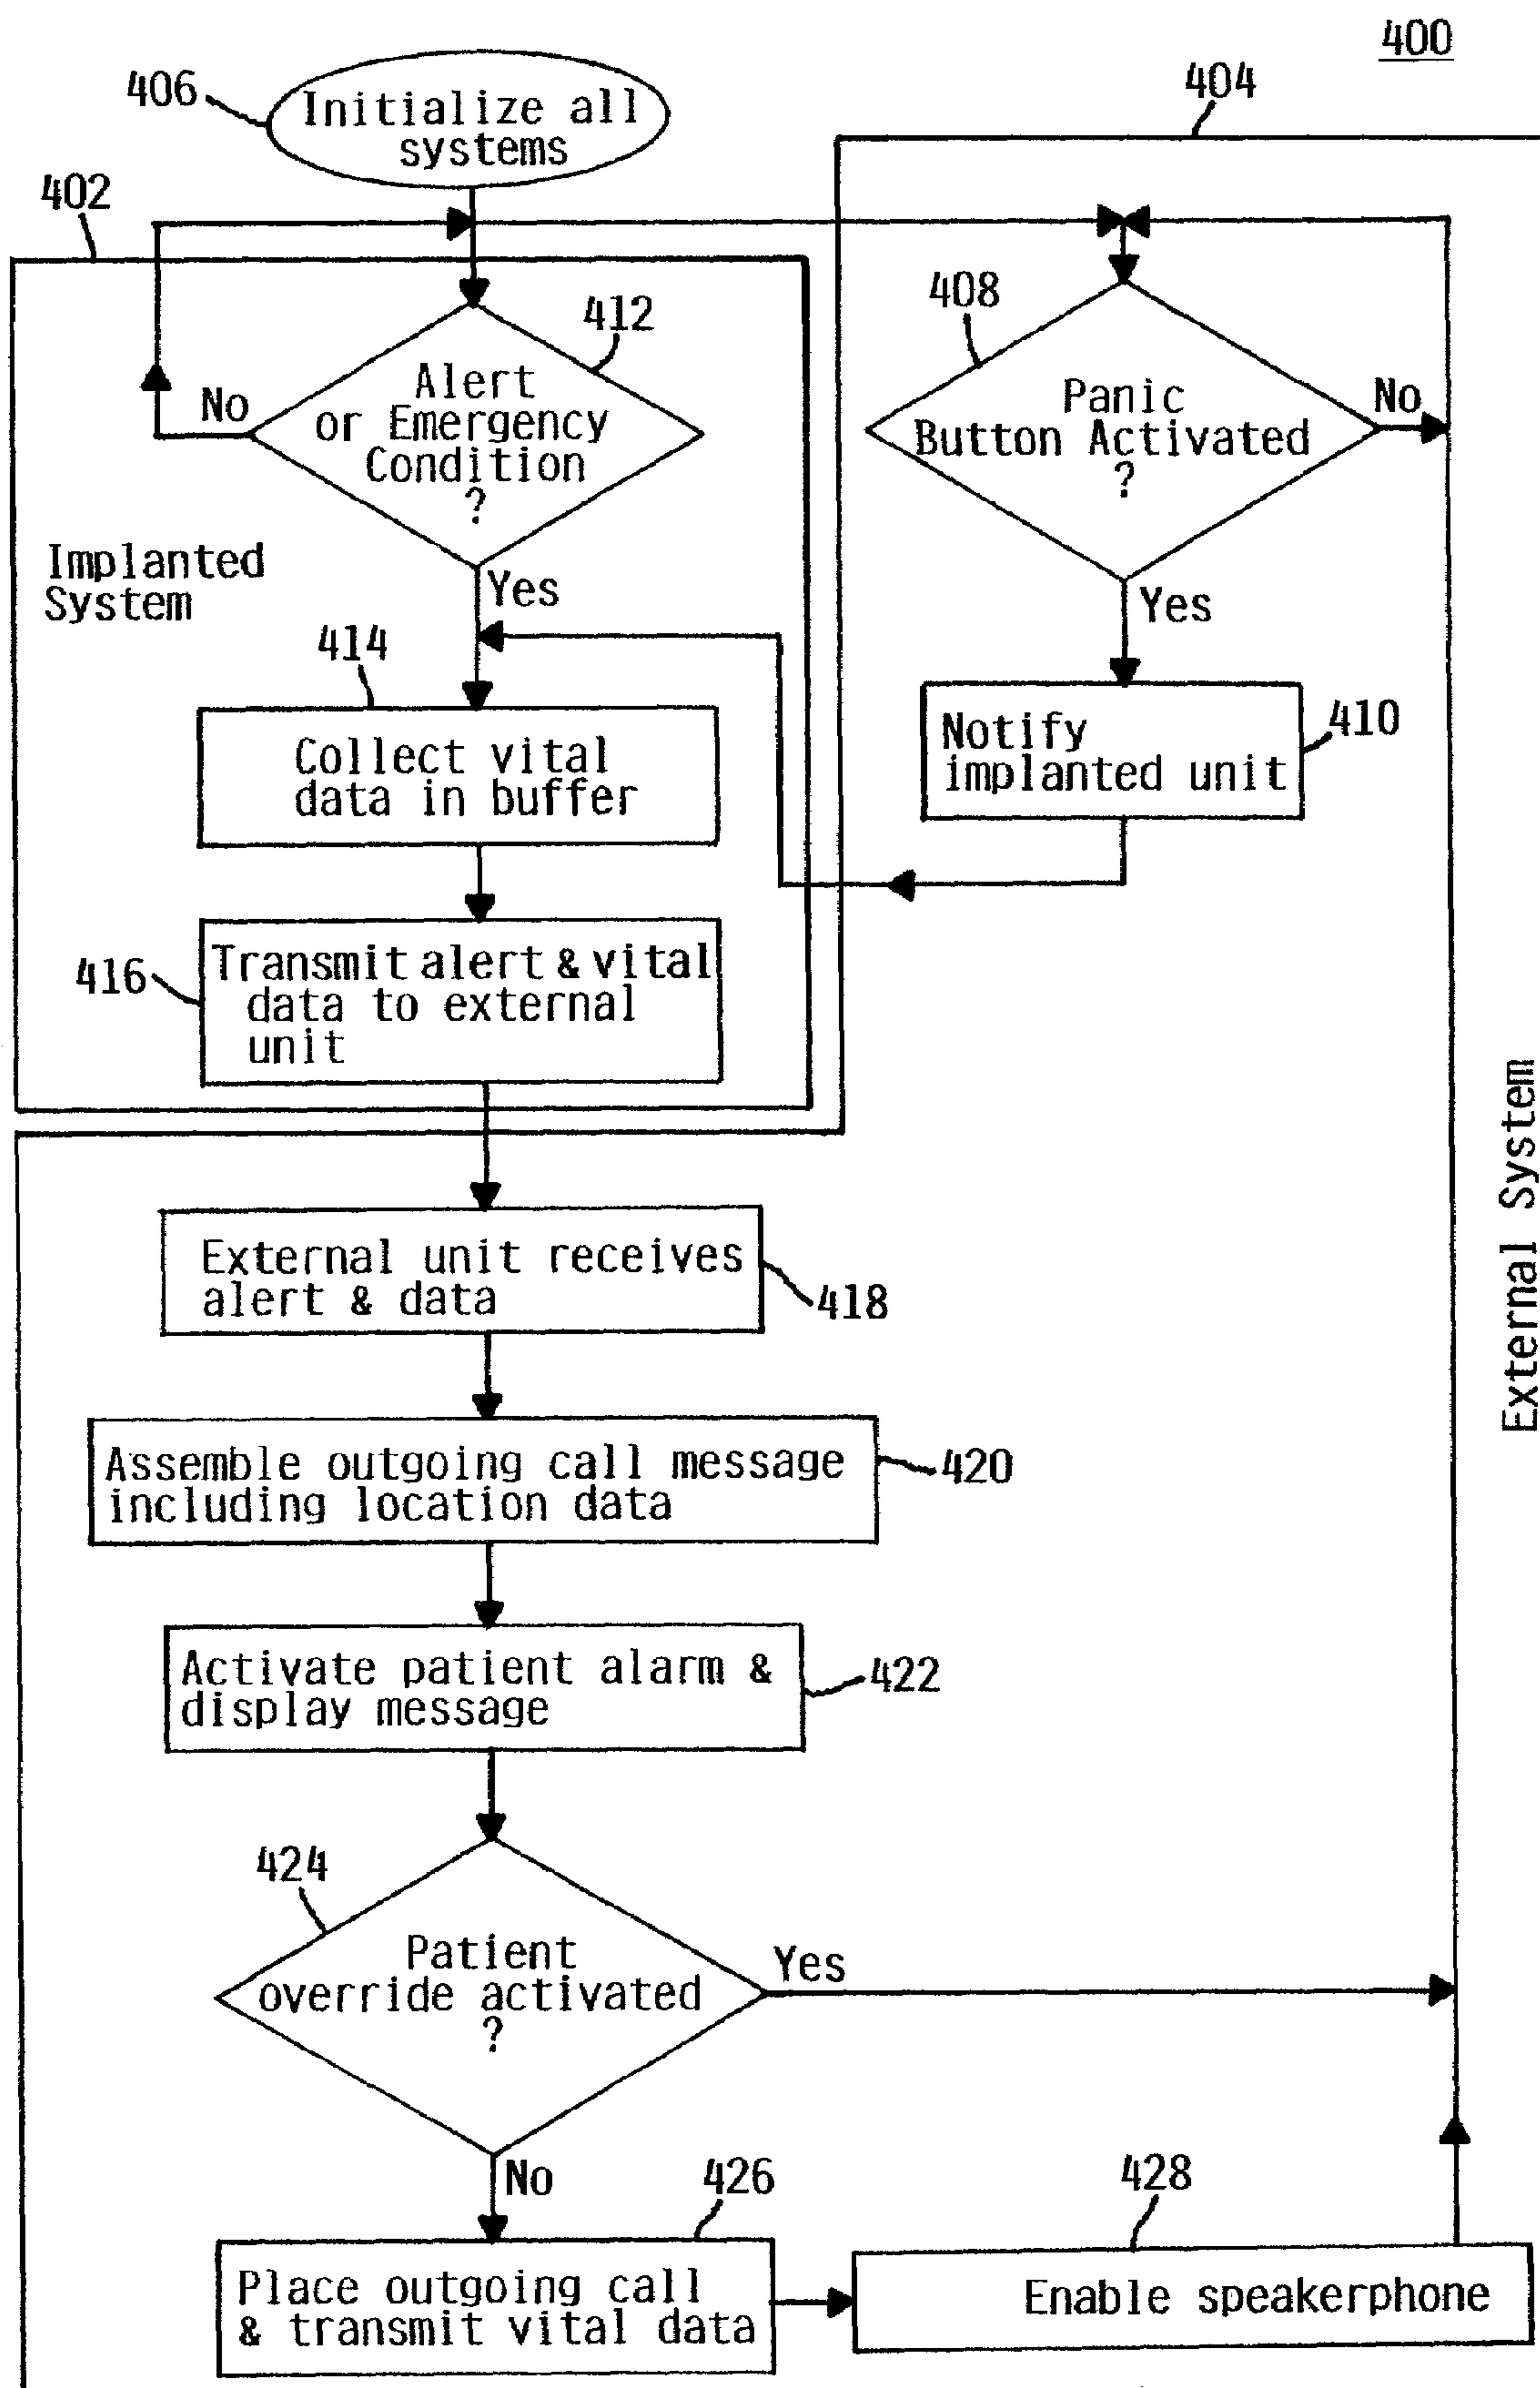 400
404
406
Initialize all
systems
402
412
408
Alert
or Emergency
Condition
?
No
Panic
Button Activated
?
No
Implanted
System
Yes
Yes
414
Collect vital
data in buffer
Notify
implanted unit
410
416
Transmit alert & vital
data to external
unit
External System
External unit receives
alert & data
418
Assemble outgoing call message
including location data
420
Activate patient alarm &
display message
422
424
Patient
override activated
?
Yes
No
426
428
Place outgoing call
& transmit vital data
Enable speakerphone